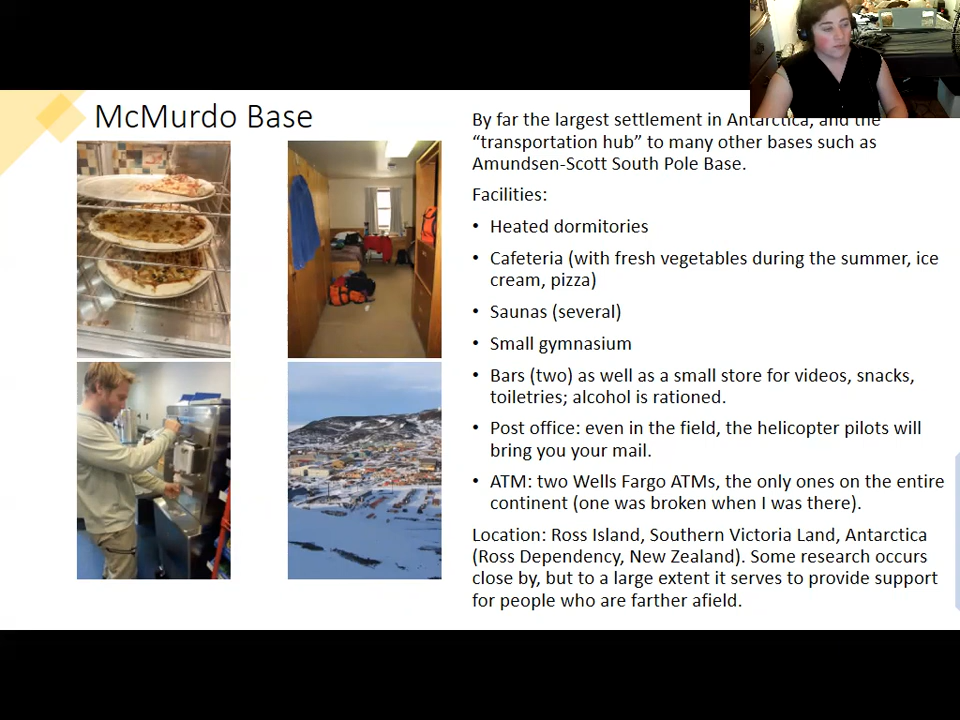 McMurdo Base
By far the largest settlement in Antarctica, and the
“transportation hub” to many other bases such as
Amundsen-Scott South Pole Base.
Facilities:
• Heated dormitories
• Cafeteria (with fresh vegetables during the summer, ice
cream, pizza)
• Saunas (several)
• Small gymnasium
• Bars (two) as well as a small store for videos, snacks,
toiletries; alcohol is rationed.
• Post office: even in the field, the helicopter pilots will
bring you your mail.
• ATM: two Wells Fargo ATMs, the only ones on the entire
continent (one was broken when I was there).
Location: Ross Island, Southern Victoria Land, Antarctica
(Ross Dependency, New Zealand). Some research occurs
close by, but to a large extent it serves to provide support
for people who are farther afield.